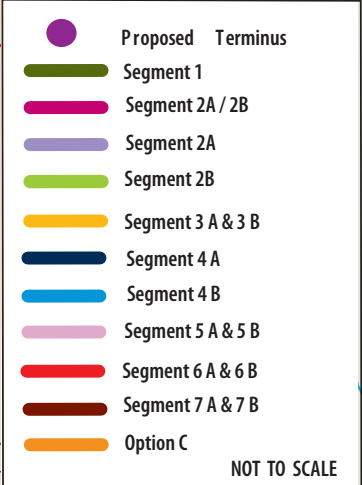 Proposed Terminus
Segment 1
Segment 2A / 2B
Segment 2A
Segment 2B
Segment 3 A & 3 B
Segment 4 A
Segment 4 B
Segment 5 A & 5 B
Segment 6 A & 6 B
Segment 7 A & 7 B
Option C
NOT TO SCALE